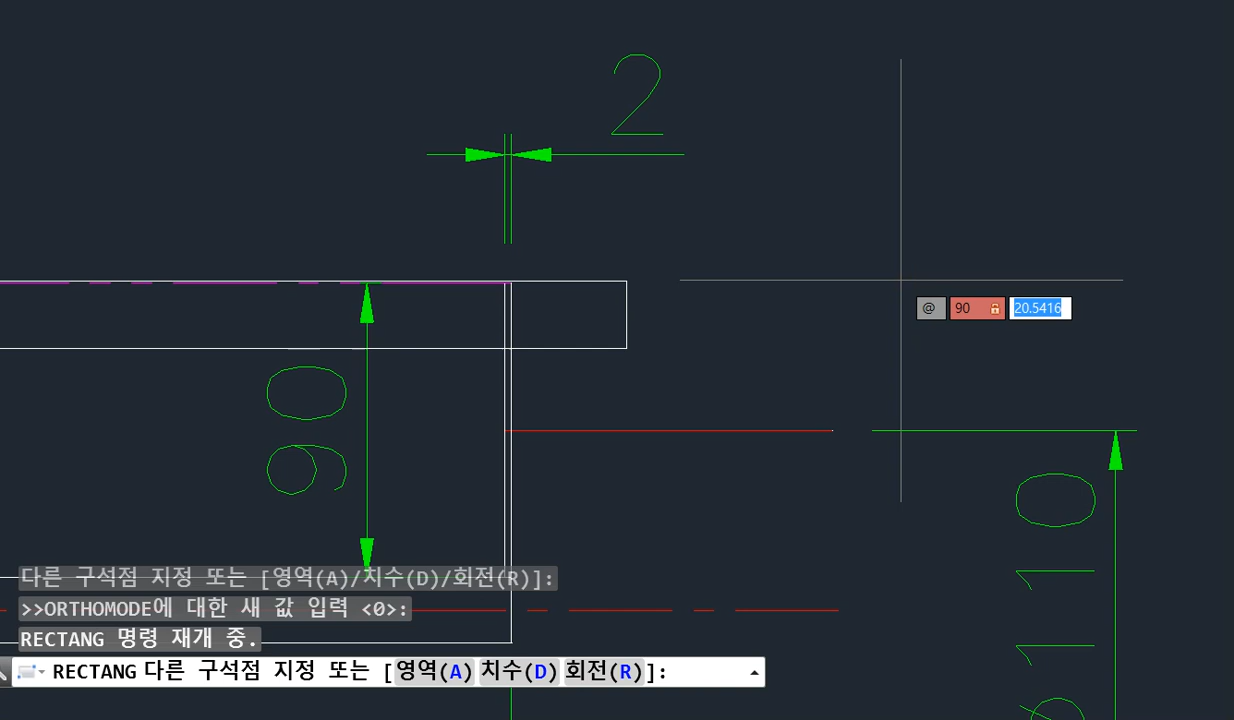 2
@ 90 20.5416
90
110
다른 구석점 지정 또는 [영역(A)/치수(D)/회전(R)]:
>>ORTHOMODE에 대한 새 값 입력 <0>:
RECTANG 명령 재개 중.
RECTANG 다른 구석점 지정 또는 [영역(A) 치수(D) 회전(R)]: